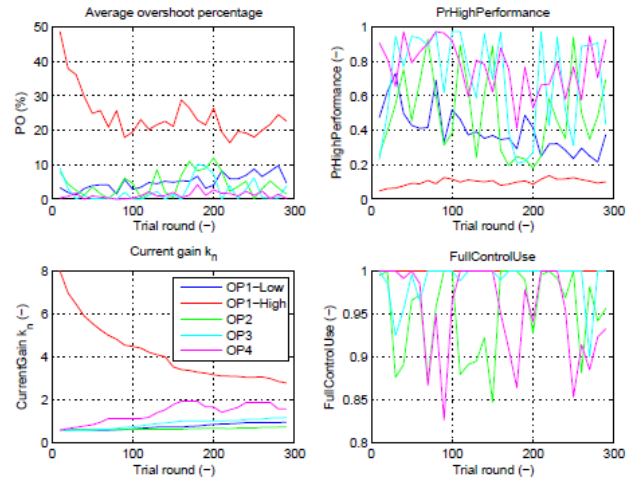 Average overshoot percentage
PO (%)
50
40
30
20
10
0
0 100 200 300
Trial round (−)
PrHighPerformance
PrHighPerformance (−)
1
0.8
0.6
0.4
0.2
0
0 100 200 300
Trial round (−)
Current gain kn
CurrentGain kn (−)
8
6
4
2
0
0 100 200 300
Trial round (−)
OP1−Low
OP1−High
OP2
OP3
OP4
FullControlUse
FullControlUse (−)
1
0.95
0.9
0.85
0.8
0 100 200 300
Trial round (−)